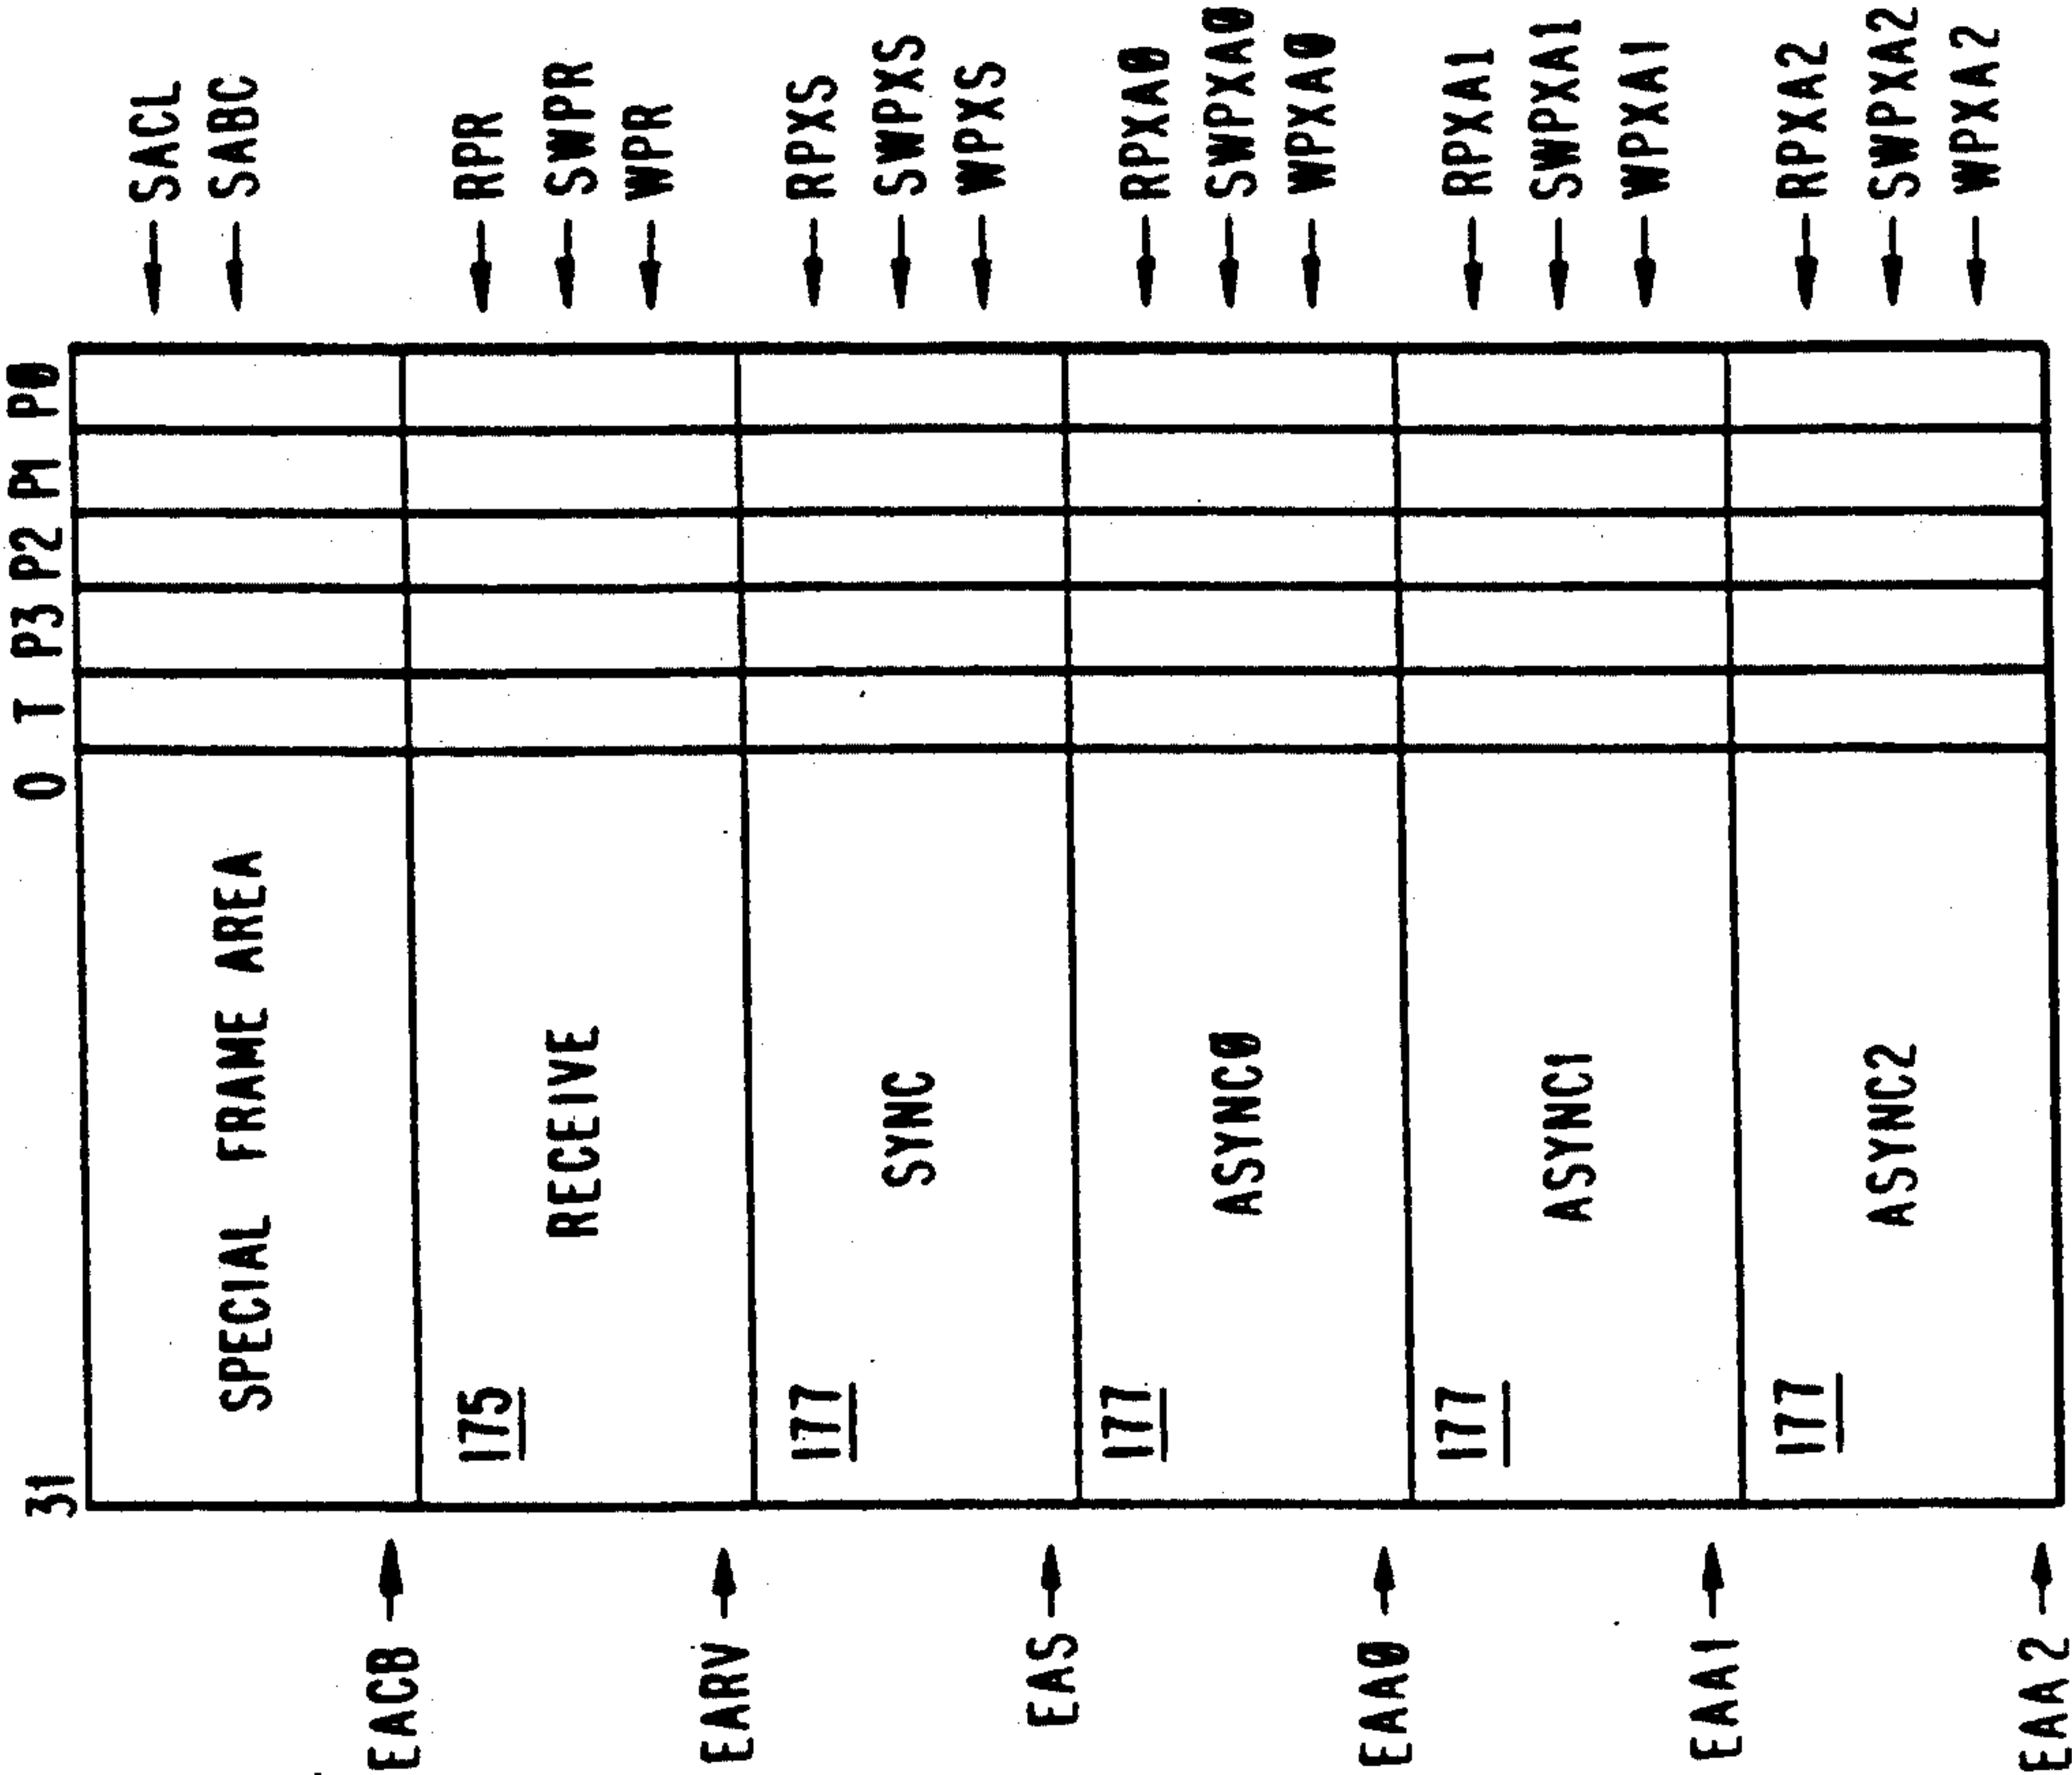 31 0 T P3 P2 P1 P0
SPECIAL FRAME AREA
SACL
SABC
EACB
175
RECEIVE
RPR
SWPR
WPR
EARV
177
SYNC
RPXS
SWPXS
WPXS
EAS
177
ASYNC0
RPXA0
SWPXA0
WPXA0
EAA0
177
ASYNC1
RPXA1
SWPXA1
WPXA1
EAA1
177
ASYNC2
RPXA2
SWPXA2
WPXA2
EAA2